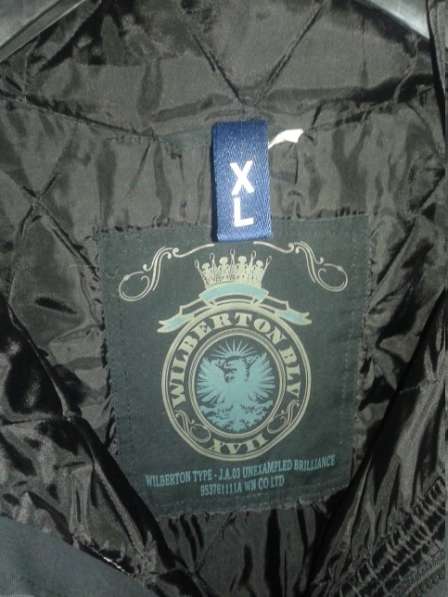 XL
WILBERTON BLV
XVII
WILBERTON TYPE - J.A.03 UNEXAMPLED BRILLIANCE
953761111A WN CO LTD